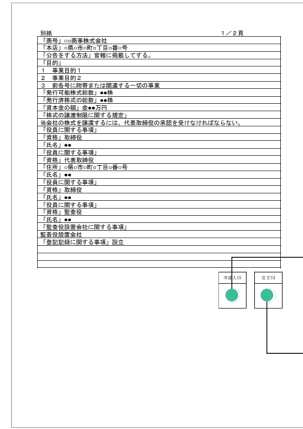 別紙 1／2頁
「商号」○○商事株式会社
「本店」○県○市○町○丁目○番○号
「公告をする方法」官報に掲載してする。
「目的」
1 事業目的1
2 事業目的2
3 前各号に附帯または関連する一切の事業
「発行可能株式総数」●●株
「発行済株式の総数」●●株
「資本金の額」金●●万円
「株式の譲渡制限に関する規定」
当会社の株式を譲渡するには、代表取締役の承認を受けなければならない。
「役員に関する事項」
「資格」取締役
「氏名」●●
「役員に関する事項」
「資格」代表取締役
「住所」○県○市○町○丁目○番○号
「氏名」●●
「役員に関する事項」
「資格」取締役
「氏名」●●
「役員に関する事項」
「資格」監査役
「氏名」●●
「監査役設置会社に関する事項」
監査役設置会社
「登記記録に関する事項」設立
申請人印 訂正印